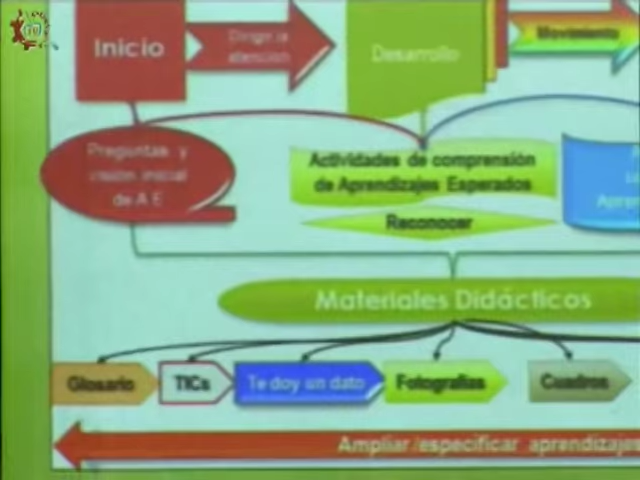 Inicio
Dirigir la
atención
Desarrollo
Movimiento
Preguntas y
visión inicial
de A E
Actividades de comprensión
de Aprendizajes Esperados
Reconocer
Materiales Didácticos
Glosario
TICs
Te doy un dato
Fotografías
Cuadros
Ampliar/especificar aprendizajes